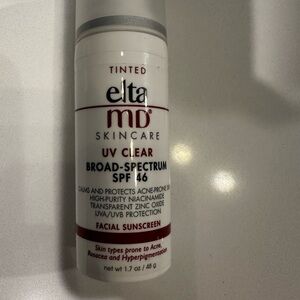 TINTED
elta
MD®
SKINCARE
UV CLEAR
BROAD-SPECTRUM
SPF 46
CALMS AND PROTECTS ACNE-PRONE
HIGH-PURITY NIACINAMIDE
TRANSPARENT ZINC OXIDE
UVA/UVB PROTECTION
FACIAL SUNSCREEN
Skin types prone to Acne,
Rosacea and Hyperpigmentation
net wt 1.7 oz / 48 g